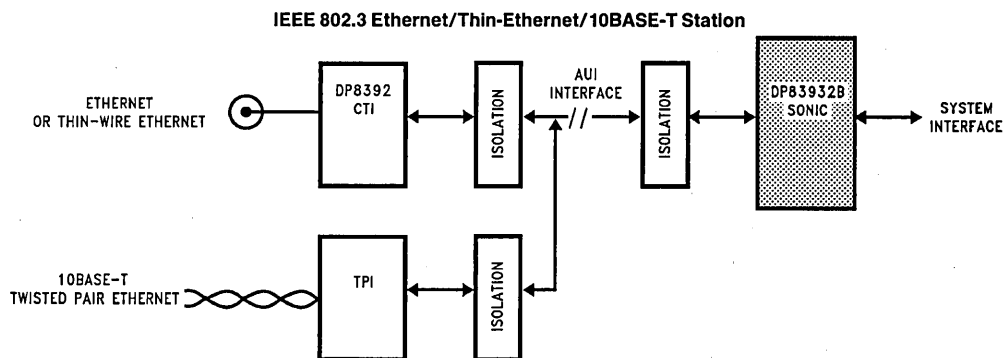 IEEE 802.3 Ethernet/Thin-Ethernet/10BASE-T Station
ETHERNET
OR THIN-WIRE ETHERNET
DP8392
CTI
ISOLATION
AUI
INTERFACE
ISOLATION
DP83932B
SONIC
SYSTEM
INTERFACE
10BASE-T
TWISTED PAIR ETHERNET
TPI
ISOLATION